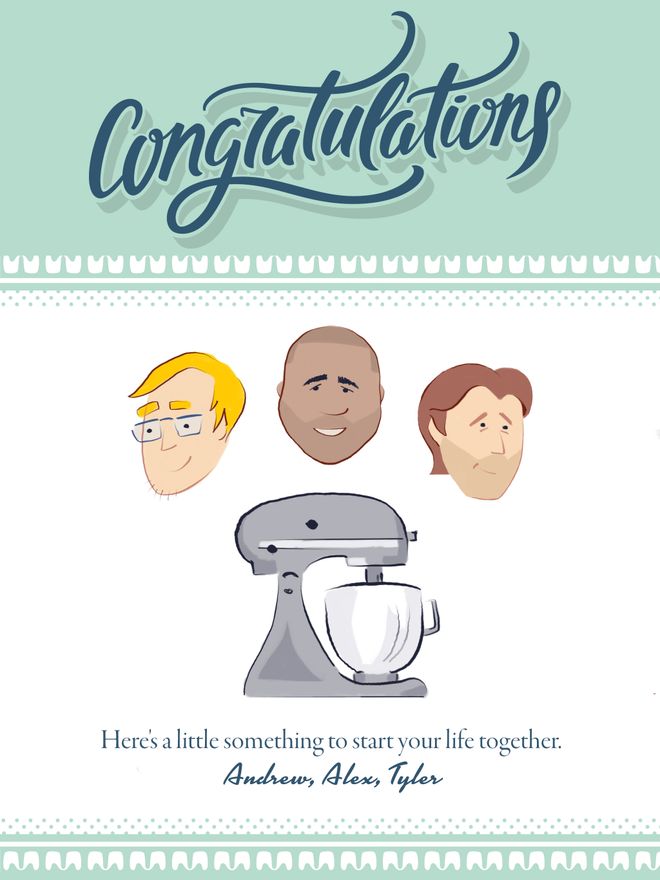 Congratulations
Here's a little something to start your life together.
Andrew, Alex, Tyler